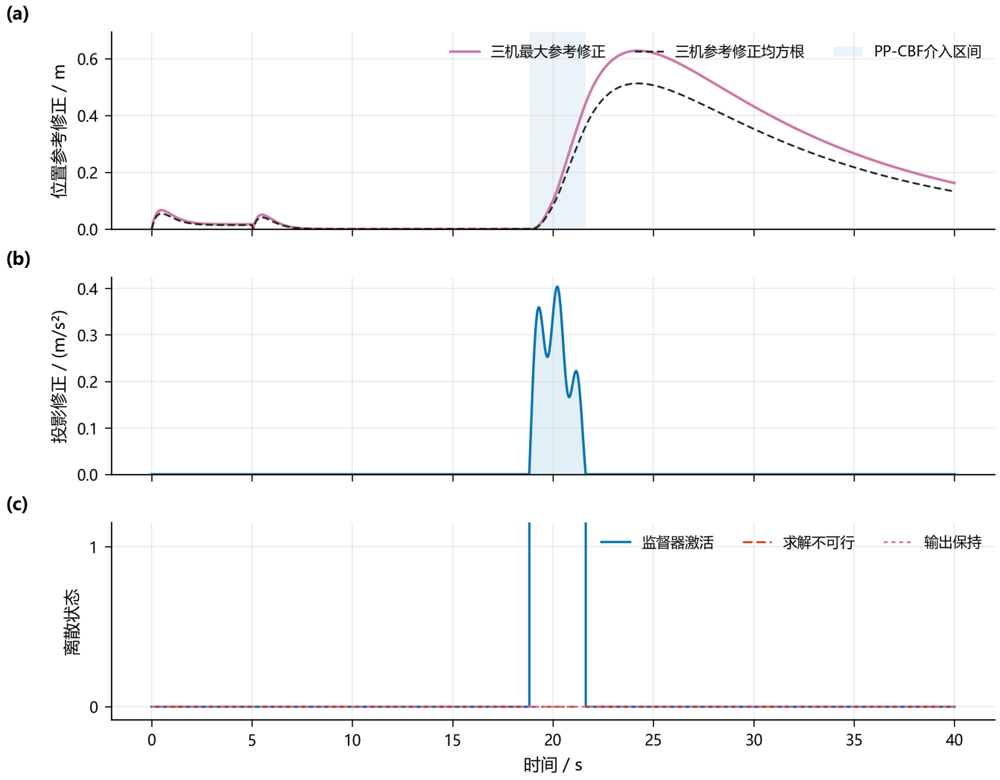 (a)
位置参考修正 / m
0.6
0.4
0.2
0.0
三机最大参考修正
三机参考修正均方根
PP-CBF介入区间
(b)
投影修正 / (m/s²)
0.4
0.3
0.2
0.1
0.0
(c)
离散状态
1
0
监督器激活
求解不可行
输出保持
0 5 10 15 20 25 30 35 40
时间 / s